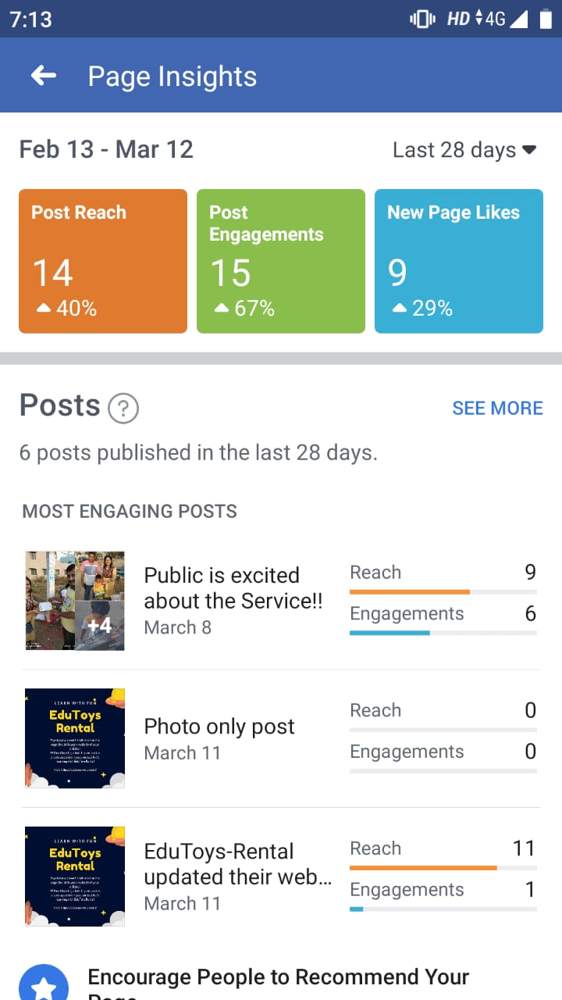 7:13
HD 4G
Page Insights
Feb 13 - Mar 12
Last 28 days
Post Reach
14
40%
Post
Engagements
15
67%
New Page Likes
9
29%
Posts ?
SEE MORE
6 posts published in the last 28 days.
MOST ENGAGING POSTS
+4
Public is excited
about the Service!!
March 8
Reach 9
Engagements 6
LEARN WITH FUN
EduToys
Rental
Photo only post
March 11
Reach 0
Engagements 0
LEARN WITH FUN
EduToys
Rental
EduToys-Rental
updated their web...
March 11
Reach 11
Engagements 1
Encourage People to Recommend Your
Page